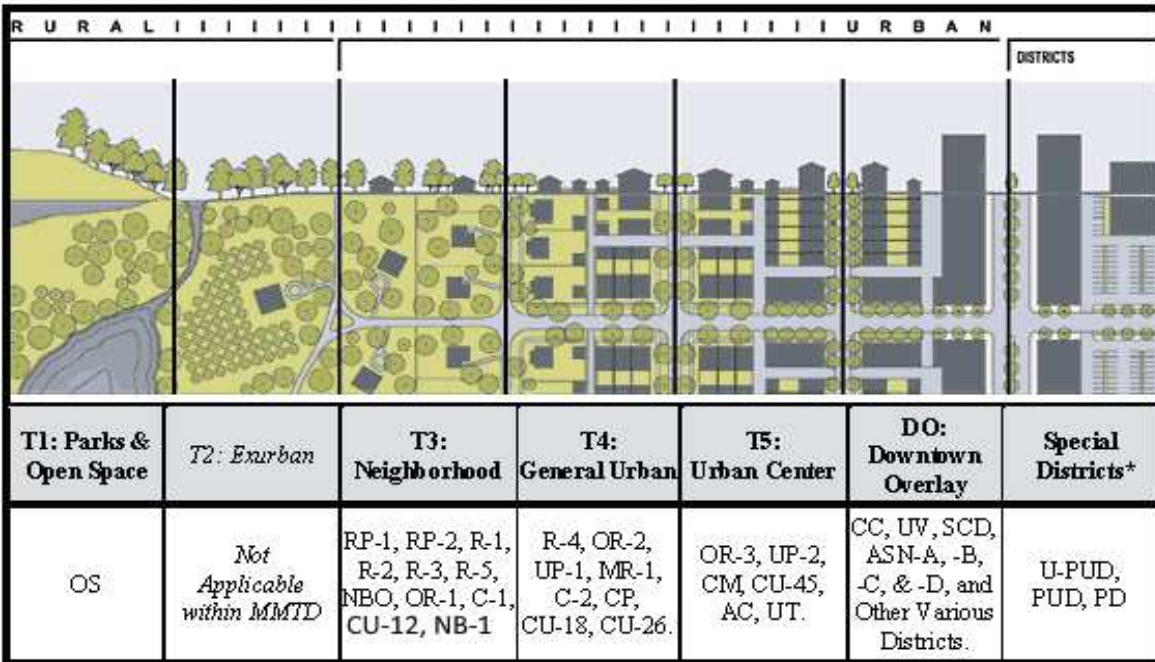 R U R A L I I I I I I I I I I I I I I I I I I I I I I I I I I I U R B A N
DISTRICTS
T1: Parks &
Open Space
T2: Exurban
T3:
Neighborhood
T4:
General Urban
T5:
Urban Center
DO:
Downtown
Overlay
Special
Districts*
OS
Not
Applicable
within MMTD
RP-1, RP-2, R-1,
R-2, R-3, R-5,
NBO, OR-1, C-1,
CU-12, NB-1
R-4, OR-2,
UP-1, MR-1,
C-2, CP,
CU-18, CU-26.
OR-3, UP-2,
CM, CU-45,
AC, UT.
CC, UV, SCD,
ASN-A, -B,
-C, & -D, and
Other Various
Districts.
U-PUD,
PUD, PD